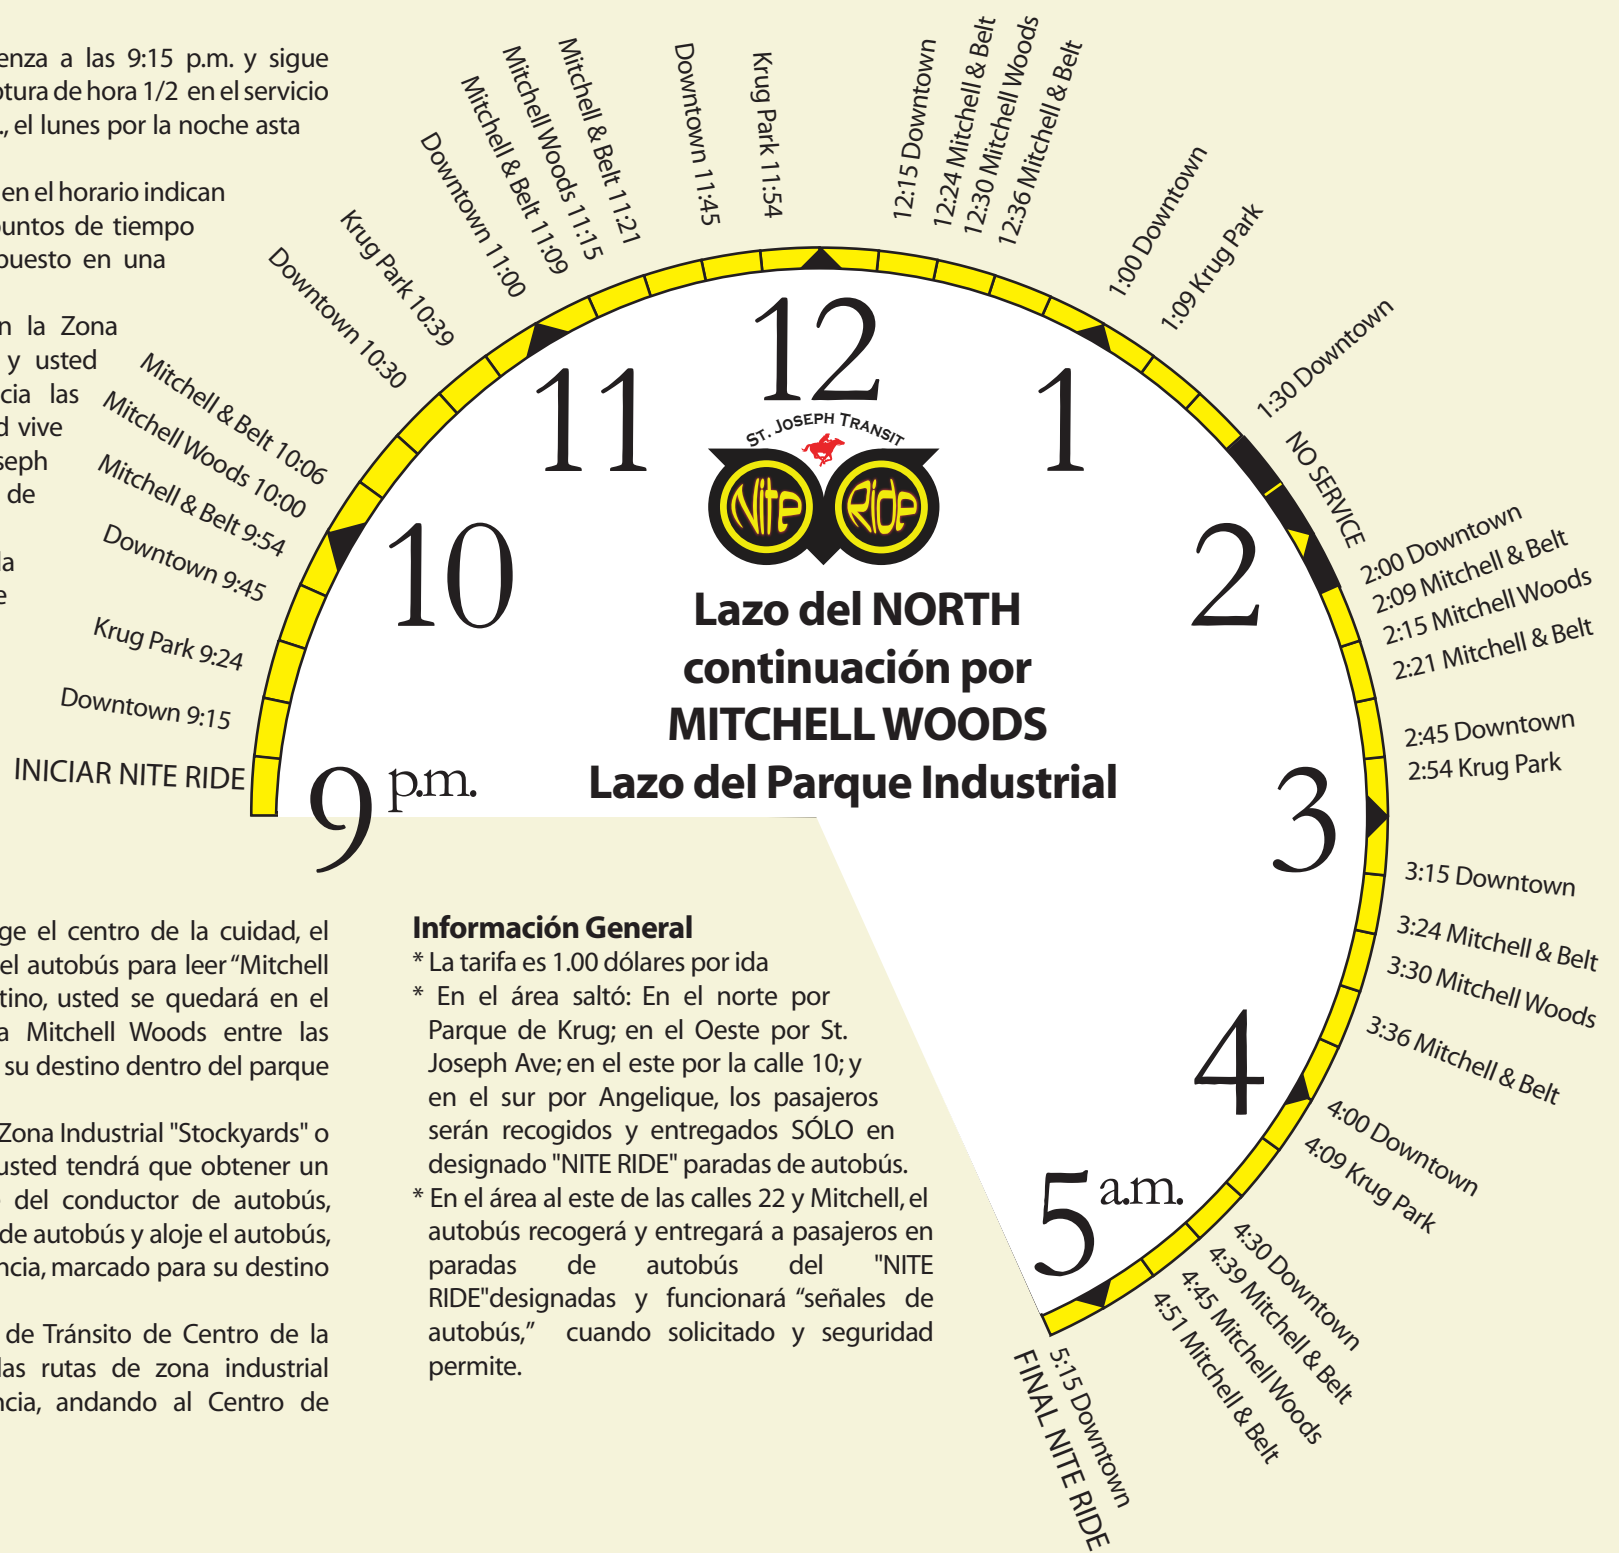 enza a las 9:15 p.m. y sigue
otura de hora 1/2 en el servicio
., el lunes por la noche asta
en el horario indican
puntos de tiempo
puesto en una
n la Zona
y usted
cia las
d vive
seph
de
la
e
INICIAR NITE RIDE
Downtown 9:15
Krug Park 9:24
Downtown 9:45
Mitchell & Belt 9:54
Mitchell Woods 10:00
Mitchell & Belt 10:06
Downtown 10:30
Krug Park 10:39
Downtown 11:00
Mitchell & Belt 11:09
Mitchell Woods 11:15
Mitchell & Belt 11:21
Downtown 11:45
Krug Park 11:54
12:15 Downtown
12:24 Mitchell & Belt
12:30 Mitchell Woods
12:36 Mitchell & Belt
1:00 Downtown
1:09 Krug Park
1:30 Downtown
NO SERVICE
2:00 Downtown
2:09 Mitchell & Belt
2:15 Mitchell Woods
2:21 Mitchell & Belt
2:45 Downtown
2:54 Krug Park
3:15 Downtown
3:24 Mitchell & Belt
3:30 Mitchell Woods
3:36 Mitchell & Belt
4:00 Downtown
4:09 Krug Park
4:30 Downtown
4:39 Mitchell & Belt
4:45 Mitchell Woods
4:51 Mitchell & Belt
5:15 Downtown
FINAL NITE RIDE
9 p.m.
10
11
12
1
2
3
4
5 a.m.
ST. JOSEPH TRANSIT
Nite Ride
Lazo del NORTH
continuación por
MITCHELL WOODS
Lazo del Parque Industrial
ge el centro de la cuidad, el
el autobús para leer “Mitchell
tino, usted se quedará en el
a Mitchell Woods entre las
su destino dentro del parque
Zona Industrial "Stockyards" o
usted tendrá que obtener un
del conductor de autobús,
de autobús y aloje el autobús,
ncia, marcado para su destino
de Tránsito de Centro de la
las rutas de zona industrial
ncia, andando al Centro de
Información General
* La tarifa es 1.00 dólares por ida
* En el área saltó: En el norte por
Parque de Krug; en el Oeste por St.
Joseph Ave; en el este por la calle 10; y
en el sur por Angelique, los pasajeros
serán recogidos y entregados SÓLO en
designado "NITE RIDE" paradas de autobús.
* En el área al este de las calles 22 y Mitchell, el
autobús recogerá y entregará a pasajeros en
paradas de autobús del "NITE
RIDE"designadas y funcionará “señales de
autobús,” cuando solicitado y seguridad
permite.